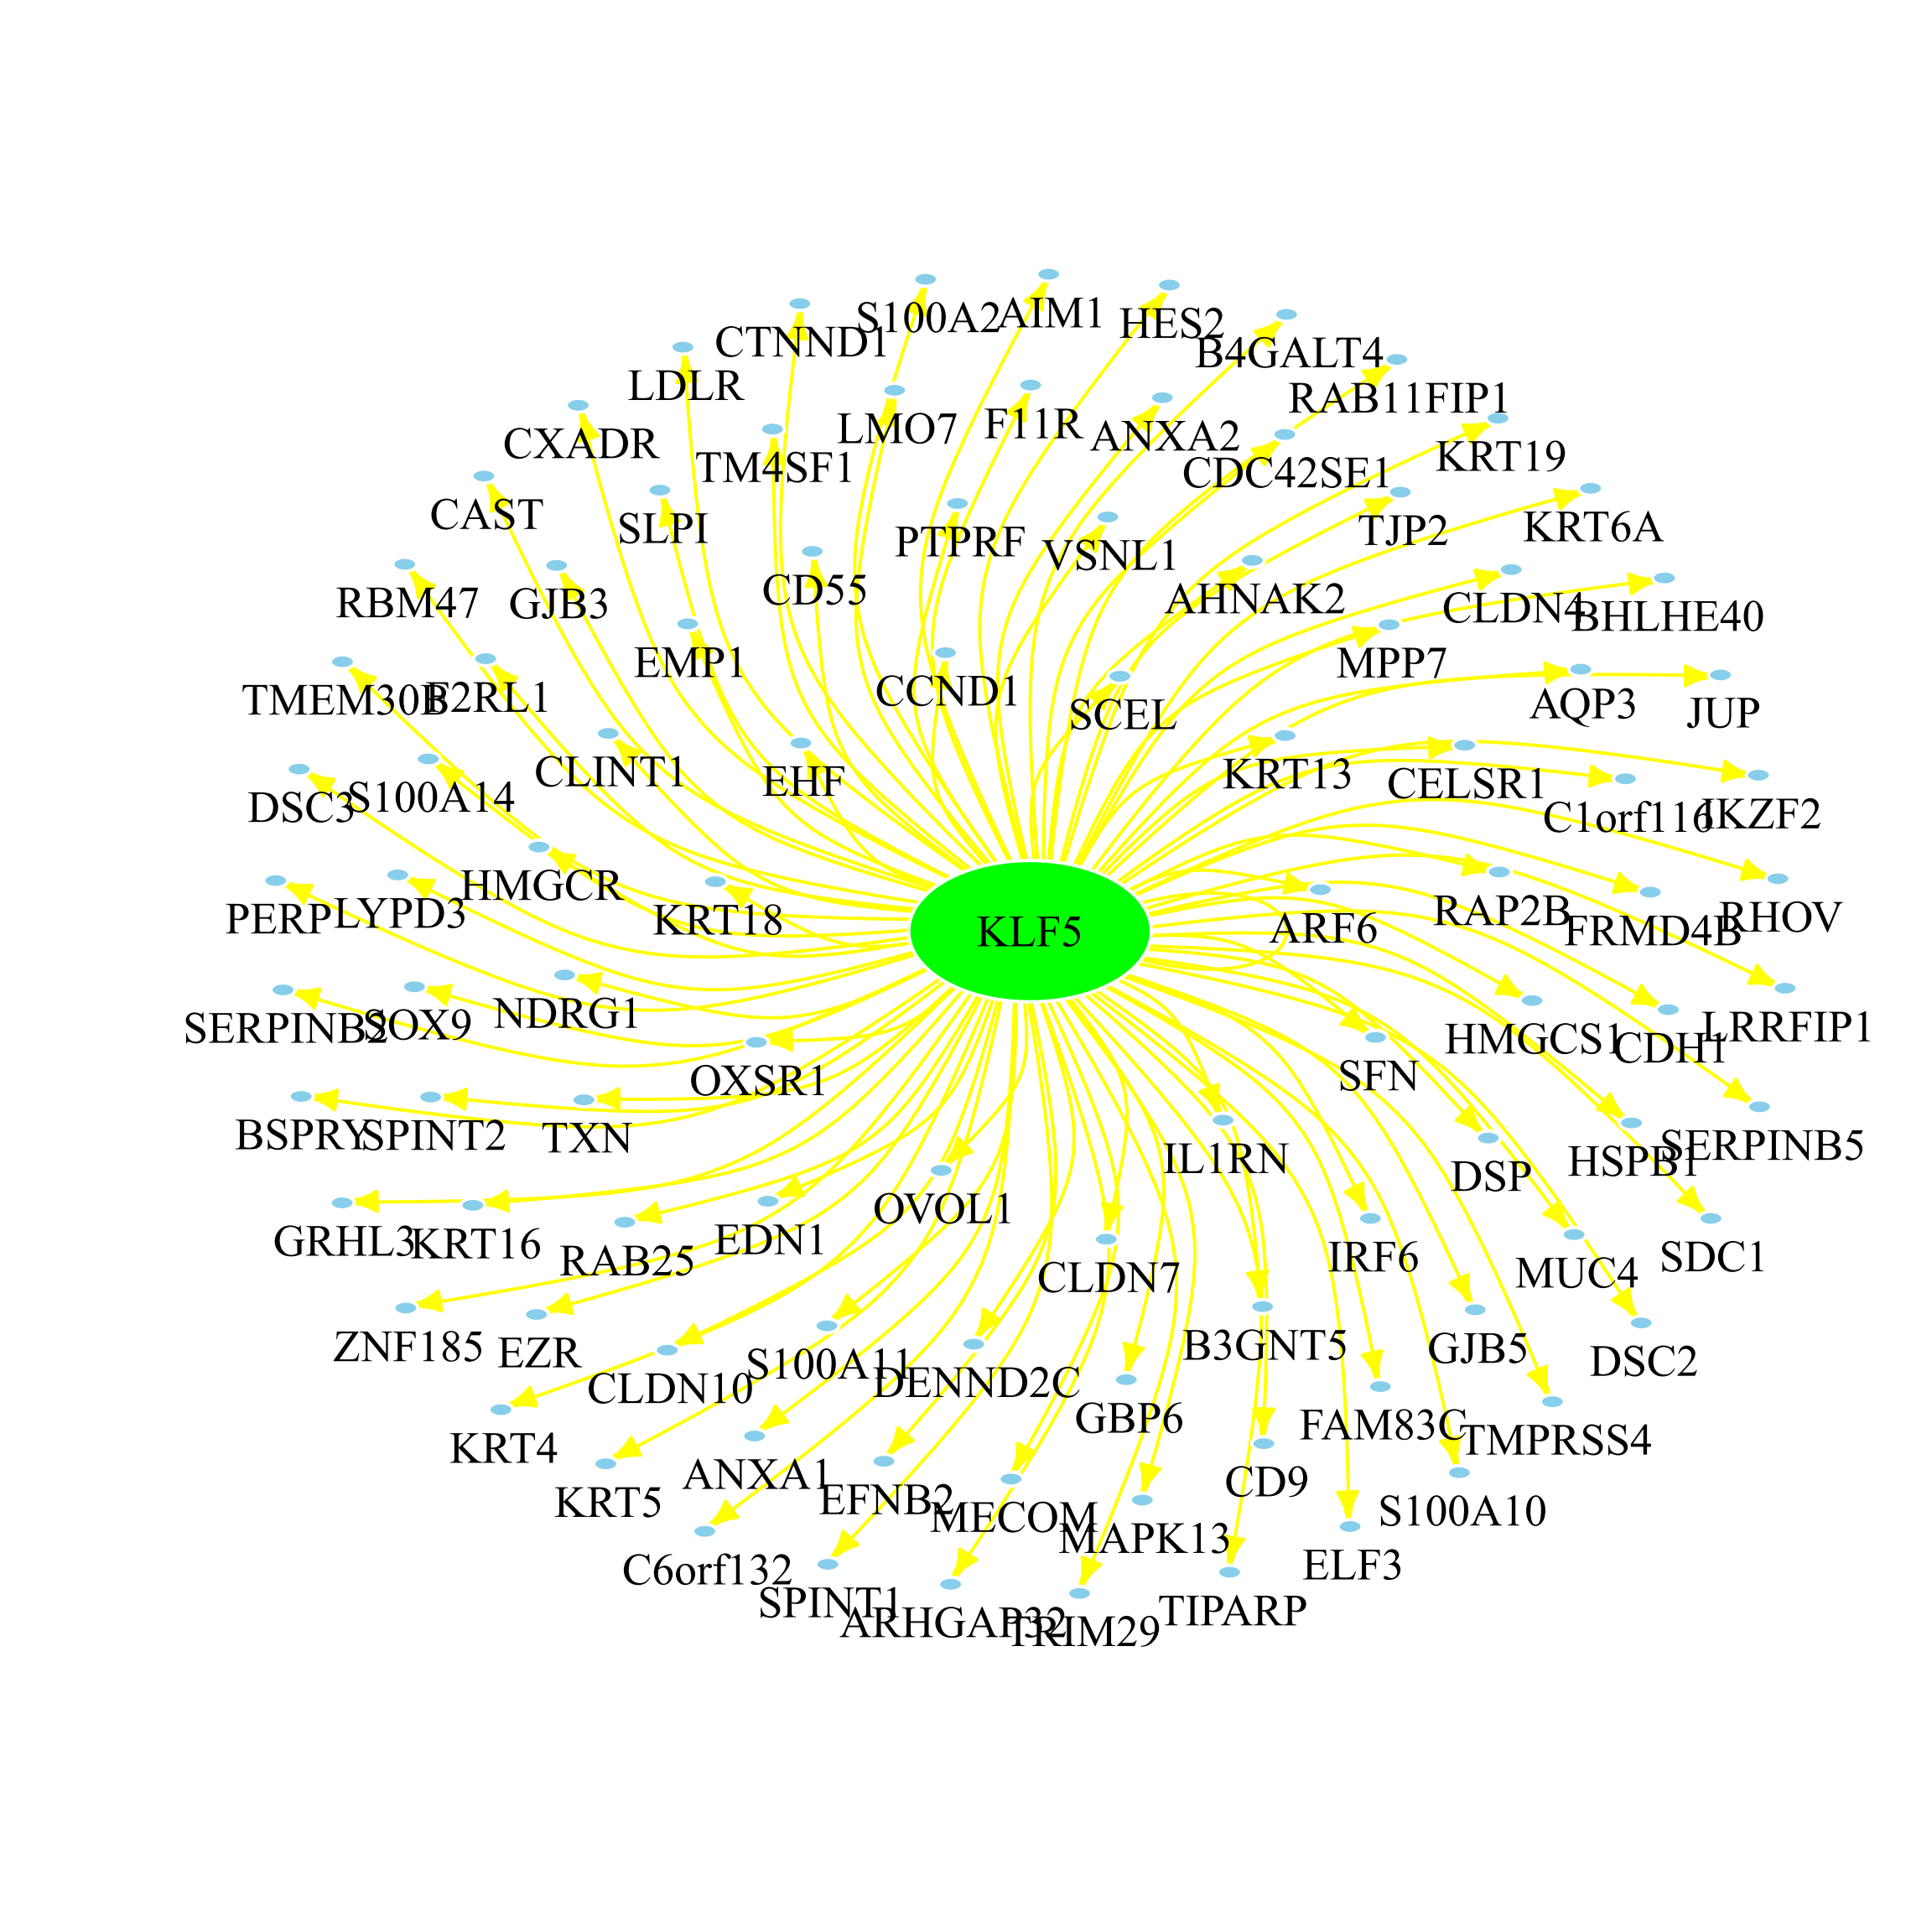 S100A2
AIM1
HES2
CTNND1
B4GALT4
LDLR
RAB11FIP1
LMO7
F11R
ANXA2
CXADR
KRT19
TM4SF1
CDC42SE1
CAST
SLPI
KRT6A
TJP2
PTPRF
VSNL1
CD55
AHNAK2
RBM47
GJB3
CLDN4
BHLHE40
EMP1
MPP7
CCND1
TMEM30B
F2RL1
AQP3
JUP
SCEL
CLINT1
EHF
KRT13
CELSR1
DSC3
S100A14
C1orf116
IKZF2
HMGCR
PERP
LYPD3
KRT18
RAP2B
RHOV
KLF5
ARF6
FRMD4B
SERPINB2
SOX9
NDRG1
HMGCS1
CDH1
LRRFIP1
OXSR1
SFN
BSPRY
SPINT2
TXN
SERPINB5
IL1RN
DSP
HSPB1
OVOL1
GRHL3
KRT16
EDN1
RAB25
CLDN7
IRF6
MUC4
SDC1
ZNF185
EZR
B3GNT5
GJB5
S100A11
DSC2
CLDN10
DENND2C
GBP6
FAM83C
TMPRSS4
KRT4
ANXA1
CD9
KRT5
EFNB2
MECOM
MAPK13
S100A10
C6orf132
ELF3
SPINT1
ARHGAP32
TRIM29
TIPARP